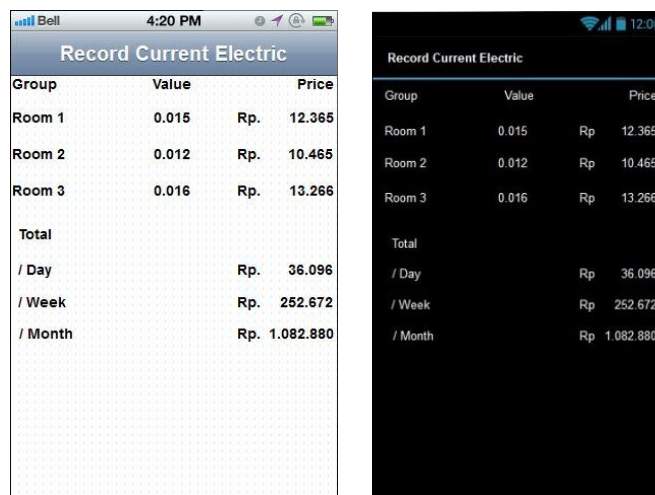 Bell 4:20 PM
Record Current Electric
Group Value Price
Room 1 0.015 Rp. 12.365
Room 2 0.012 Rp. 10.465
Room 3 0.016 Rp. 13.266
Total
/ Day Rp. 36.096
/ Week Rp. 252.672
/ Month Rp. 1.082.880
12:0
Record Current Electric
Group Value Price
Room 1 0.015 Rp 12.365
Room 2 0.012 Rp 10.465
Room 3 0.016 Rp 13.266
Total
/ Day Rp 36.096
/ Week Rp 252.672
/ Month Rp 1.082.880